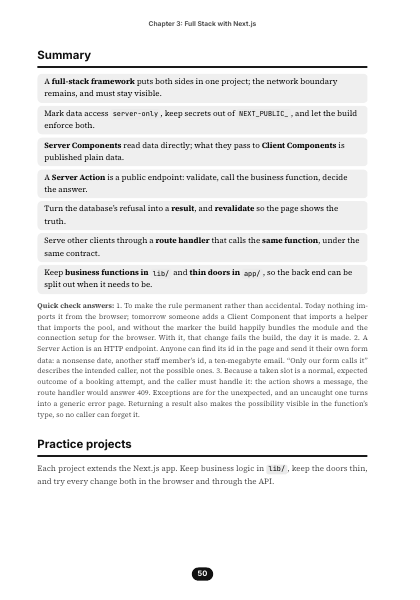 Chapter 3: Full Stack with Next.js
Summary
A full-stack framework puts both sides in one project; the network boundary
remains, and must stay visible.
Mark data access server-only, keep secrets out of NEXT_PUBLIC_, and let the build
enforce both.
Server Components read data directly; what they pass to Client Components is
published plain data.
A Server Action is a public endpoint: validate, call the business function, decide
the answer.
Turn the database's refusal into a result, and revalidate so the page shows the
truth.
Serve other clients through a route handler that calls the same function, under the
same contract.
Keep business functions in lib/ and thin doors in app/, so the back end can be
split out when it needs to be.
Quick check answers: 1. To make the rule permanent rather than accidental. Today nothing im-
ports it from the browser; tomorrow someone adds a Client Component that imports a helper
that imports the pool, and without the marker the build happily bundles the module and the
connection setup for the browser. With it, that change fails the build, the day it is made. 2. A
Server Action is an HTTP endpoint. Anyone can find its id in the page and send it their own form
data: a nonsense date, another staff member's id, a ten-megabyte email. “Only our form calls it”
describes the intended caller, not the possible ones. 3. Because a taken slot is a normal, expected
outcome of a booking attempt, and the caller must handle it: the action shows a message, the
route handler would answer 409. Exceptions are for the unexpected, and an uncaught one turns
into a generic error page. Returning a result also makes the possibility visible in the function's
type, so no caller can forget it.
Practice projects
Each project extends the Next.js app. Keep business logic in lib/, keep the doors thin,
and try every change both in the browser and through the API.
50